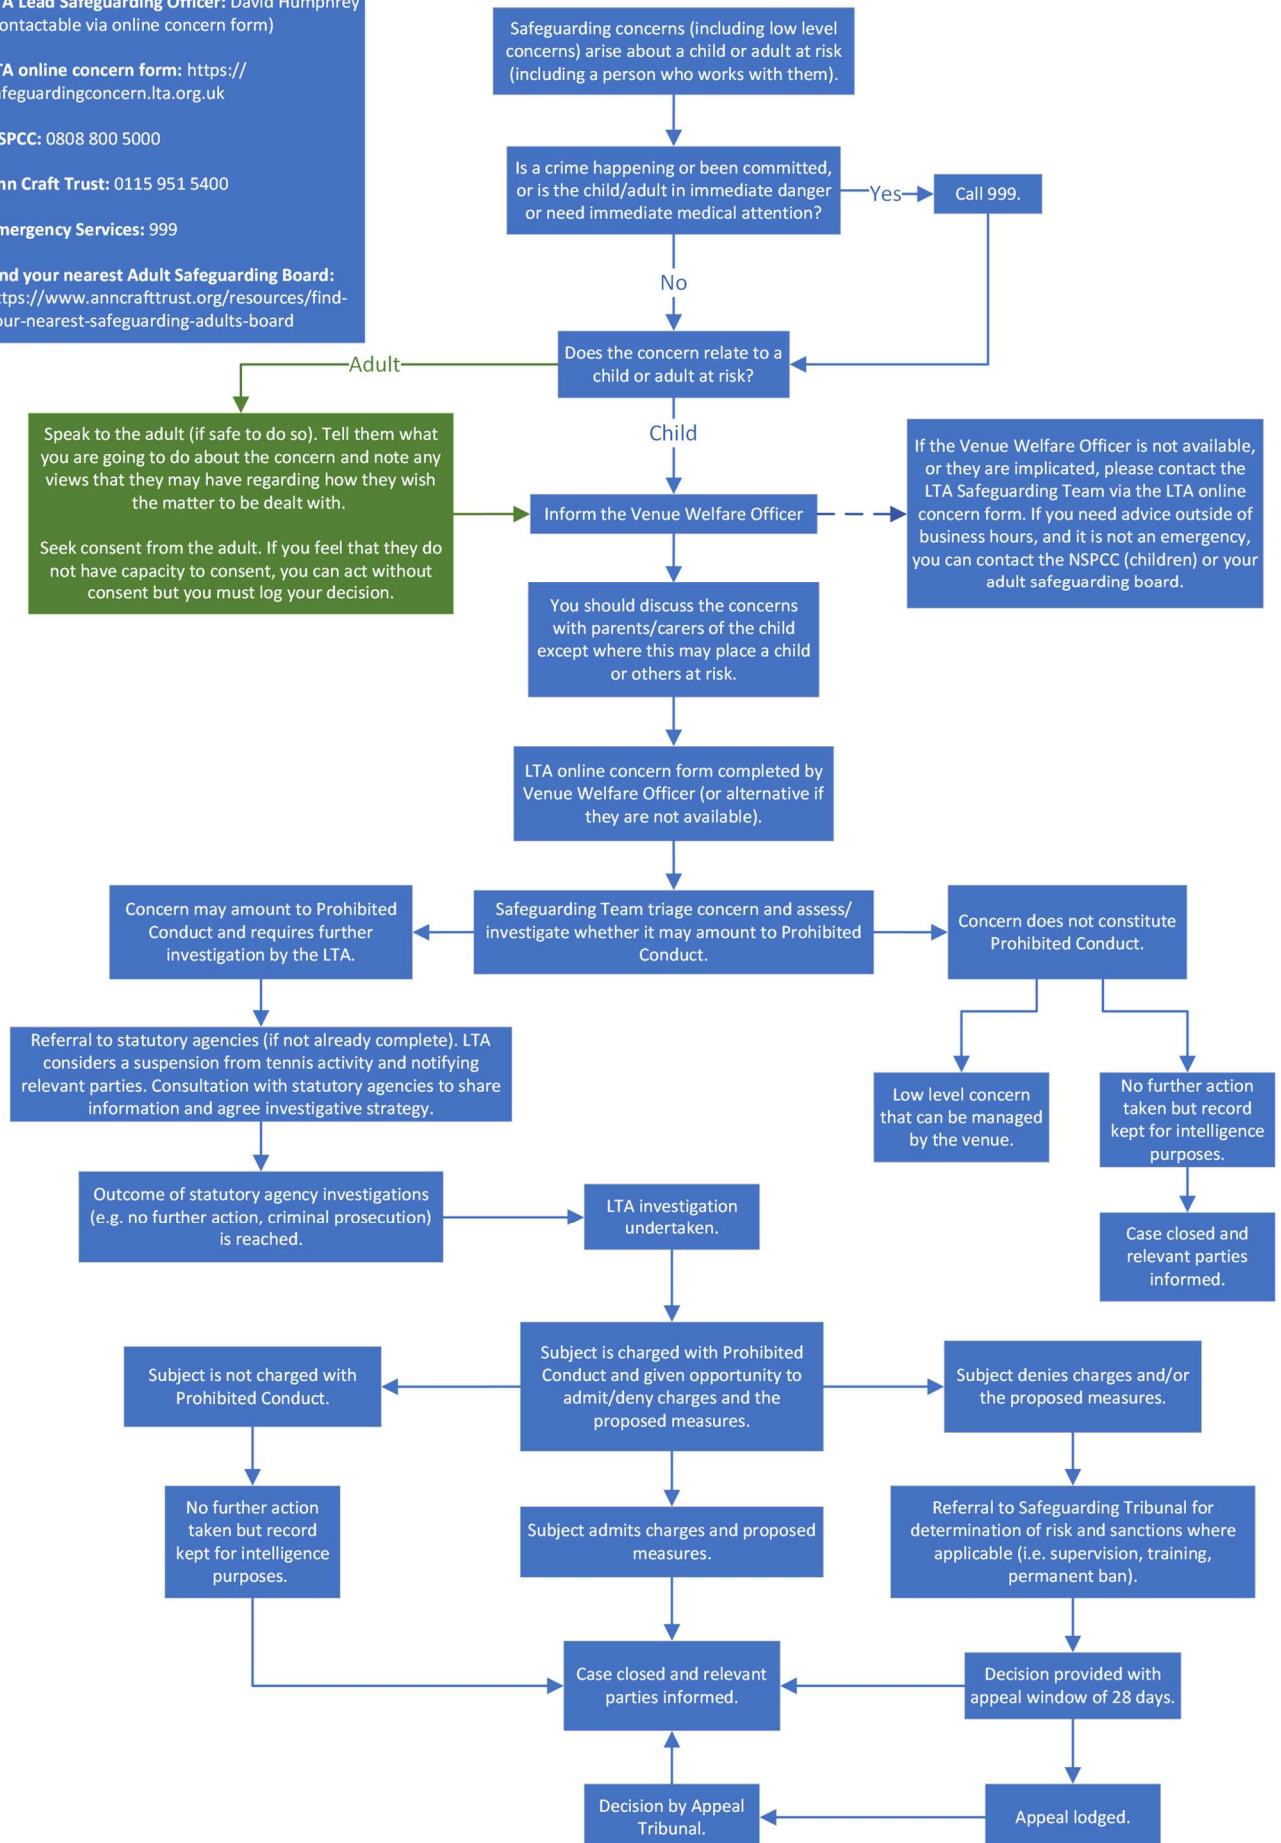 Lead Safeguarding Officer: David Humphrey
ontactable via online concern form)
online concern form: https://
feguardingconcern.lta.org.uk
SPCC: 0808 800 5000
nn Craft Trust: 0115 951 5400
mergency Services: 999
nd your nearest Adult Safeguarding Board:
tps://www.anncrafttrust.org/resources/find-
our-nearest-safeguarding-adults-board
Safeguarding concerns (including low level
concerns) arise about a child or adult at risk
(including a person who works with them).
Is a crime happening or been committed,
or is the child/adult in immediate danger
or need immediate medical attention?
Yes
Call 999.
No
Does the concern relate to a
child or adult at risk?
Adult
Child
Speak to the adult (if safe to do so). Tell them what
you are going to do about the concern and note any
views that they may have regarding how they wish
the matter to be dealt with.
Seek consent from the adult. If you feel that they do
not have capacity to consent, you can act without
consent but you must log your decision.
Inform the Venue Welfare Officer
If the Venue Welfare Officer is not available,
or they are implicated, please contact the
LTA Safeguarding Team via the LTA online
concern form. If you need advice outside of
business hours, and it is not an emergency,
you can contact the NSPCC (children) or your
adult safeguarding board.
You should discuss the concerns
with parents/carers of the child
except where this may place a child
or others at risk.
LTA online concern form completed by
Venue Welfare Officer (or alternative if
they are not available).
Safeguarding Team triage concern and assess/
investigate whether it may amount to Prohibited
Conduct.
Concern may amount to Prohibited
Conduct and requires further
investigation by the LTA.
Concern does not constitute
Prohibited Conduct.
Referral to statutory agencies (if not already complete). LTA
considers a suspension from tennis activity and notifying
relevant parties. Consultation with statutory agencies to share
information and agree investigative strategy.
Low level concern
that can be managed
by the venue.
No further action
taken but record
kept for intelligence
purposes.
Outcome of statutory agency investigations
(e.g. no further action, criminal prosecution)
is reached.
LTA investigation
undertaken.
Case closed and
relevant parties
informed.
Subject is not charged with
Prohibited Conduct.
Subject is charged with Prohibited
Conduct and given opportunity to
admit/deny charges and the
proposed measures.
Subject denies charges and/or
the proposed measures.
No further action
taken but record
kept for intelligence
purposes.
Subject admits charges and proposed
measures.
Referral to Safeguarding Tribunal for
determination of risk and sanctions where
applicable (i.e. supervision, training,
permanent ban).
Case closed and relevant
parties informed.
Decision provided with
appeal window of 28 days.
Decision by Appeal
Tribunal.
Appeal lodged.